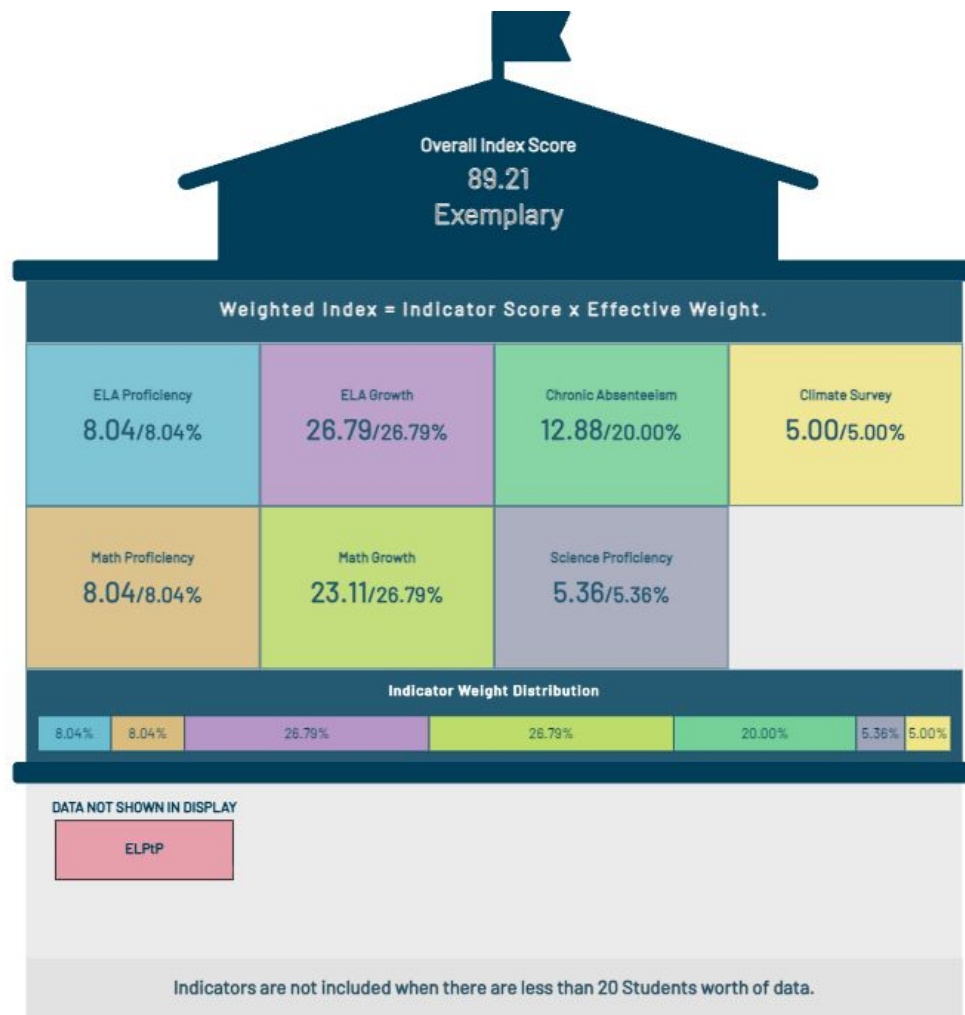 Overall Index Score
89.21
Exemplary
Weighted Index = Indicator Score x Effective Weight.
ELA Proficiency
8.04/8.04%
ELA Growth
26.79/26.79%
Chronic Absenteeism
12.88/20.00%
Climate Survey
5.00/5.00%
Math Proficiency
8.04/8.04%
Math Growth
23.11/26.79%
Science Proficiency
5.36/5.36%
Indicator Weight Distribution
8.04% 8.04% 26.79% 26.79% 20.00% 5.36% 5.00%
DATA NOT SHOWN IN DISPLAY
ELPtP
Indicators are not included when there are less than 20 Students worth of data.